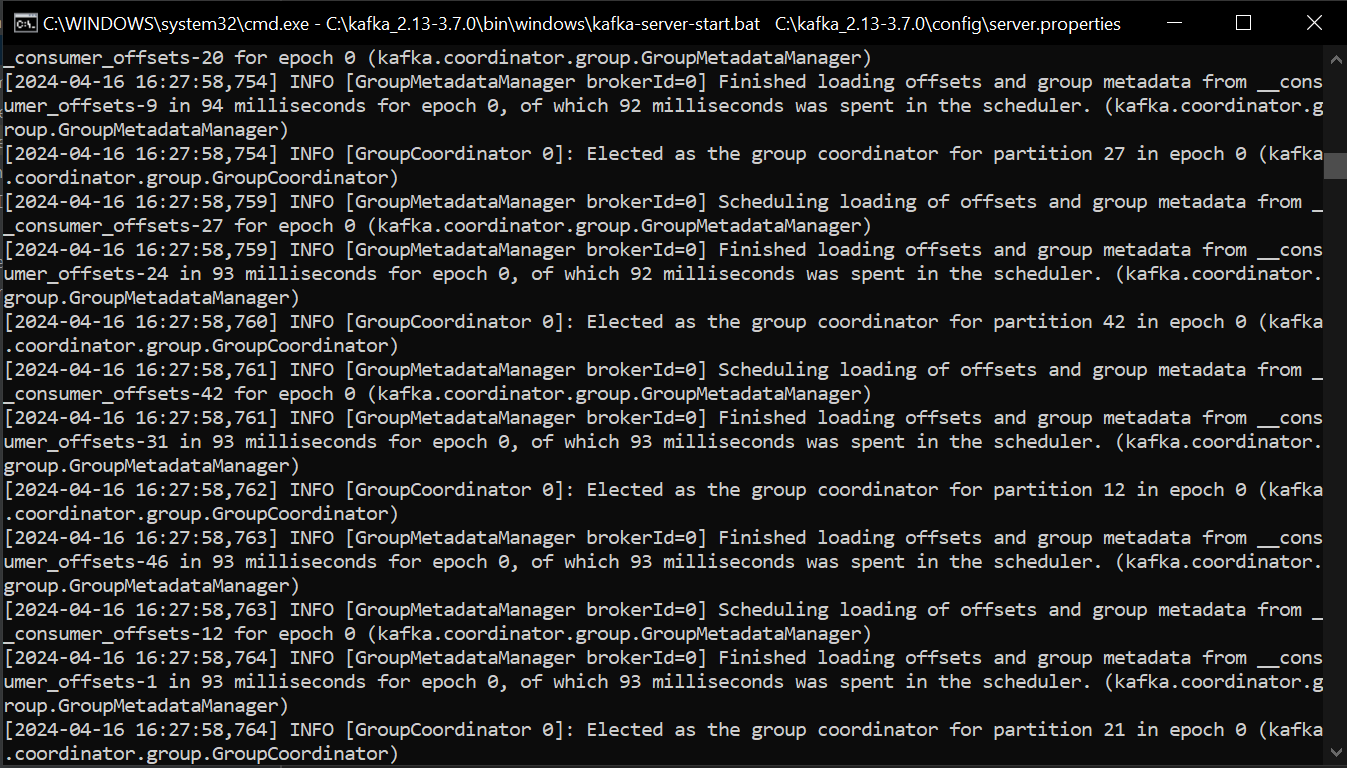 C:\WINDOWS\system32\cmd.exe - C:\kafka_2.13-3.7.0\bin\windows\kafka-server-start.bat  C:\kafka_2.13-3.7.0\config\server.properties
_consumer_offsets-20 for epoch 0 (kafka.coordinator.group.GroupMetadataManager)
[2024-04-16 16:27:58,754] INFO [GroupMetadataManager brokerId=0] Finished loading offsets and group metadata from __cons
umer_offsets-9 in 94 milliseconds for epoch 0, of which 92 milliseconds was spent in the scheduler. (kafka.coordinator.g
roup.GroupMetadataManager)
[2024-04-16 16:27:58,754] INFO [GroupCoordinator 0]: Elected as the group coordinator for partition 27 in epoch 0 (kafka
.coordinator.group.GroupCoordinator)
[2024-04-16 16:27:58,759] INFO [GroupMetadataManager brokerId=0] Scheduling loading of offsets and group metadata from _
_consumer_offsets-27 for epoch 0 (kafka.coordinator.group.GroupMetadataManager)
[2024-04-16 16:27:58,759] INFO [GroupMetadataManager brokerId=0] Finished loading offsets and group metadata from __cons
umer_offsets-24 in 93 milliseconds for epoch 0, of which 92 milliseconds was spent in the scheduler. (kafka.coordinator.
group.GroupMetadataManager)
[2024-04-16 16:27:58,760] INFO [GroupCoordinator 0]: Elected as the group coordinator for partition 42 in epoch 0 (kafka
.coordinator.group.GroupCoordinator)
[2024-04-16 16:27:58,761] INFO [GroupMetadataManager brokerId=0] Scheduling loading of offsets and group metadata from _
_consumer_offsets-42 for epoch 0 (kafka.coordinator.group.GroupMetadataManager)
[2024-04-16 16:27:58,761] INFO [GroupMetadataManager brokerId=0] Finished loading offsets and group metadata from __cons
umer_offsets-31 in 93 milliseconds for epoch 0, of which 93 milliseconds was spent in the scheduler. (kafka.coordinator.
group.GroupMetadataManager)
[2024-04-16 16:27:58,762] INFO [GroupCoordinator 0]: Elected as the group coordinator for partition 12 in epoch 0 (kafka
.coordinator.group.GroupCoordinator)
[2024-04-16 16:27:58,763] INFO [GroupMetadataManager brokerId=0] Finished loading offsets and group metadata from __cons
umer_offsets-46 in 93 milliseconds for epoch 0, of which 93 milliseconds was spent in the scheduler. (kafka.coordinator.
group.GroupMetadataManager)
[2024-04-16 16:27:58,763] INFO [GroupMetadataManager brokerId=0] Scheduling loading of offsets and group metadata from _
_consumer_offsets-12 for epoch 0 (kafka.coordinator.group.GroupMetadataManager)
[2024-04-16 16:27:58,764] INFO [GroupMetadataManager brokerId=0] Finished loading offsets and group metadata from __cons
umer_offsets-1 in 93 milliseconds for epoch 0, of which 93 milliseconds was spent in the scheduler. (kafka.coordinator.g
roup.GroupMetadataManager)
[2024-04-16 16:27:58,764] INFO [GroupCoordinator 0]: Elected as the group coordinator for partition 21 in epoch 0 (kafka
.coordinator.group.GroupCoordinator)